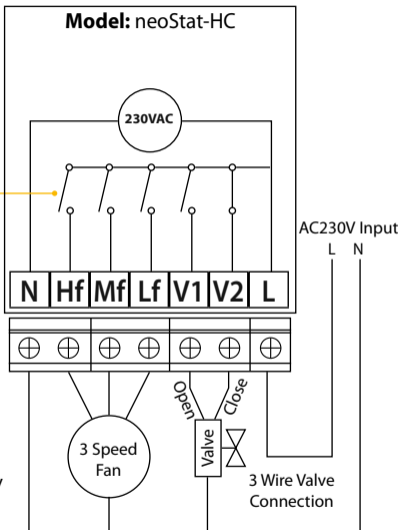 Model: neoStat-HC
230VAC
AC230V Input
L N
N Hf Mf Lf V1 V2 L
Open
Close
Valve
3 Speed
Fan
3 Wire Valve
Connection
y